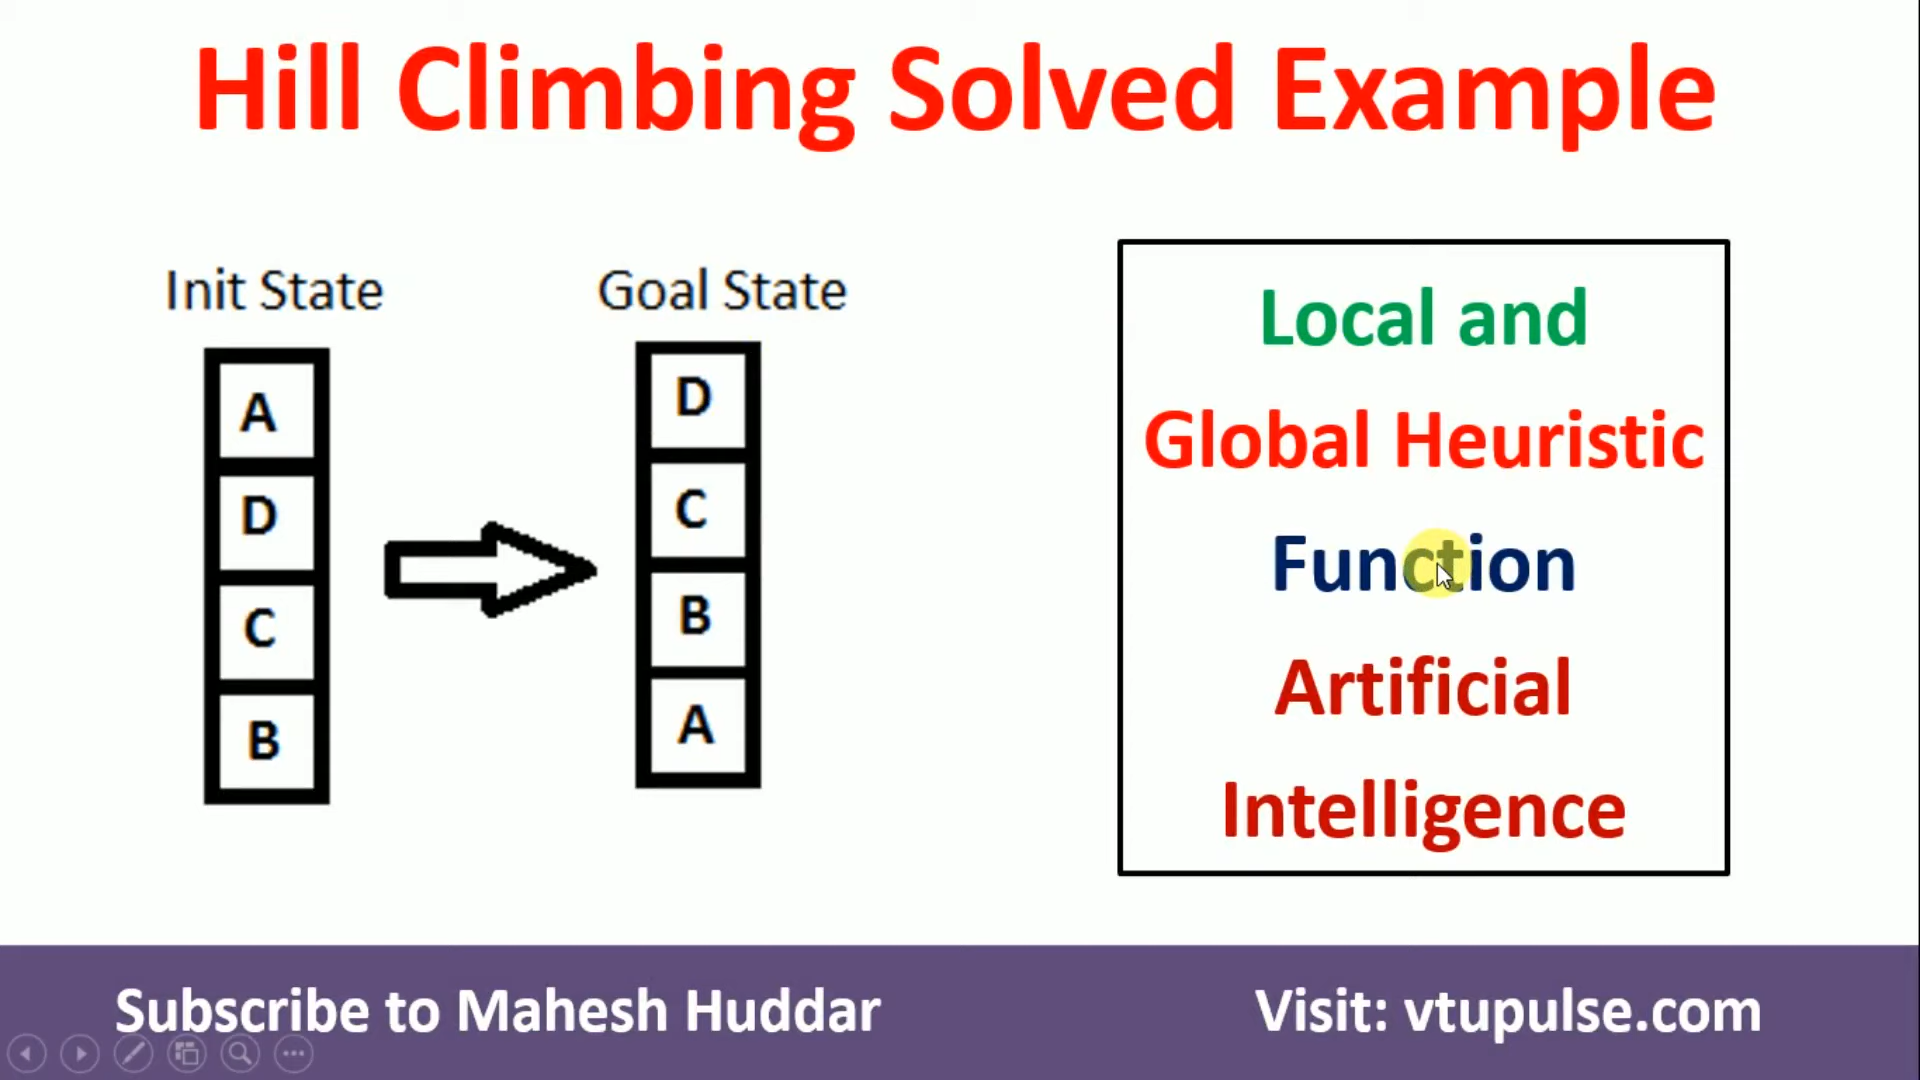 Hill Climbing Solved Example
Init State
A
D
C
B
Goal State
D
C
B
A
Local and
Global Heuristic
Function
Artificial
Intelligence
Subscribe to Mahesh Huddar
Visit: vtupulse.com